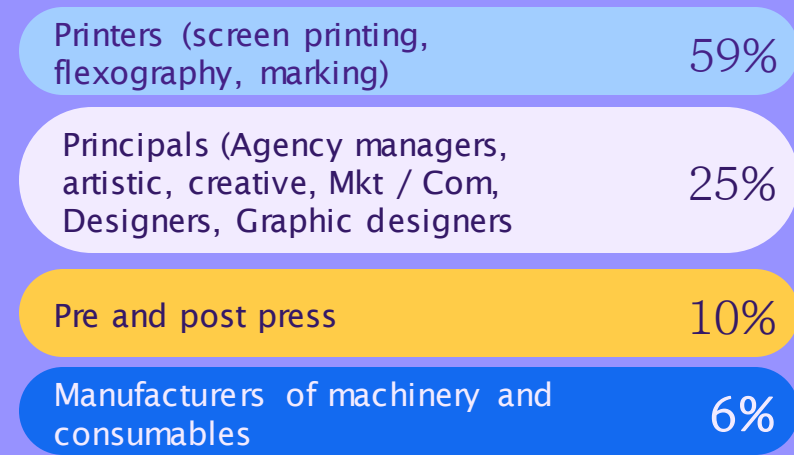 Printers (screen printing,
flexography, marking)
59%
Principals (Agency managers,
artistic, creative, Mkt / Com,
Designers, Graphic designers
25%
Pre and post press
10%
Manufacturers of machinery and
consumables
6%